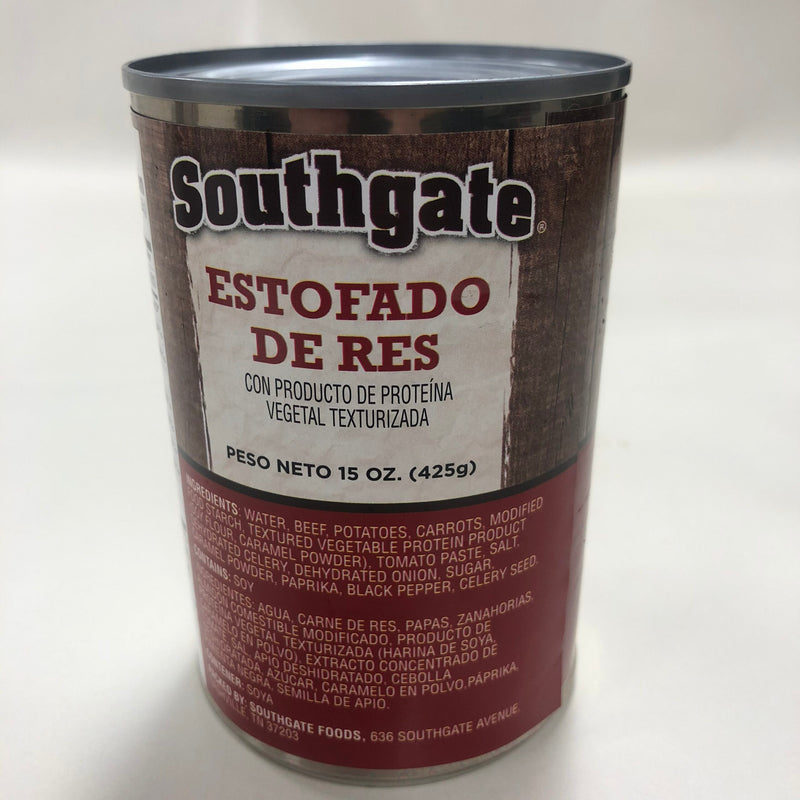 Southgate®
ESTOFADO
DE RES
CON PRODUCTO DE PROTEÍNA
VEGETAL TEXTURIZADA
PESO NETO 15 OZ. (425g)
INGREDIENTS: WATER, BEEF, POTATOES, CARROTS, MODIFIED
STARCH, TEXTURED VEGETABLE PROTEIN PRODUCT
FLOUR, CARAMEL POWDER), TOMATO PASTE, SALT,
CELERY, DEHYDRATED ONION, SUGAR,
POWDER, PAPRIKA, BLACK PEPPER, CELERY SEED.
CONTAINS: SOY
AGUA, CARNE DE RES, PAPAS, ZANAHORIAS,
COMESTIBLE MODIFICADO, PRODUCTO DE
VEGETAL TEXTURIZADA (HARINA DE SOYA,
EN POLVO), EXTRACTO CONCENTRADO DE
SAL, APIO DESHIDRATADO, CEBOLLA
AZÚCAR, CARAMELO EN POLVO, PÁPRIKA,
NEGRA, SEMILLA DE APIO.
SOYA
BY: SOUTHGATE FOODS, 636 SOUTHGATE AVENUE,
TN 37203